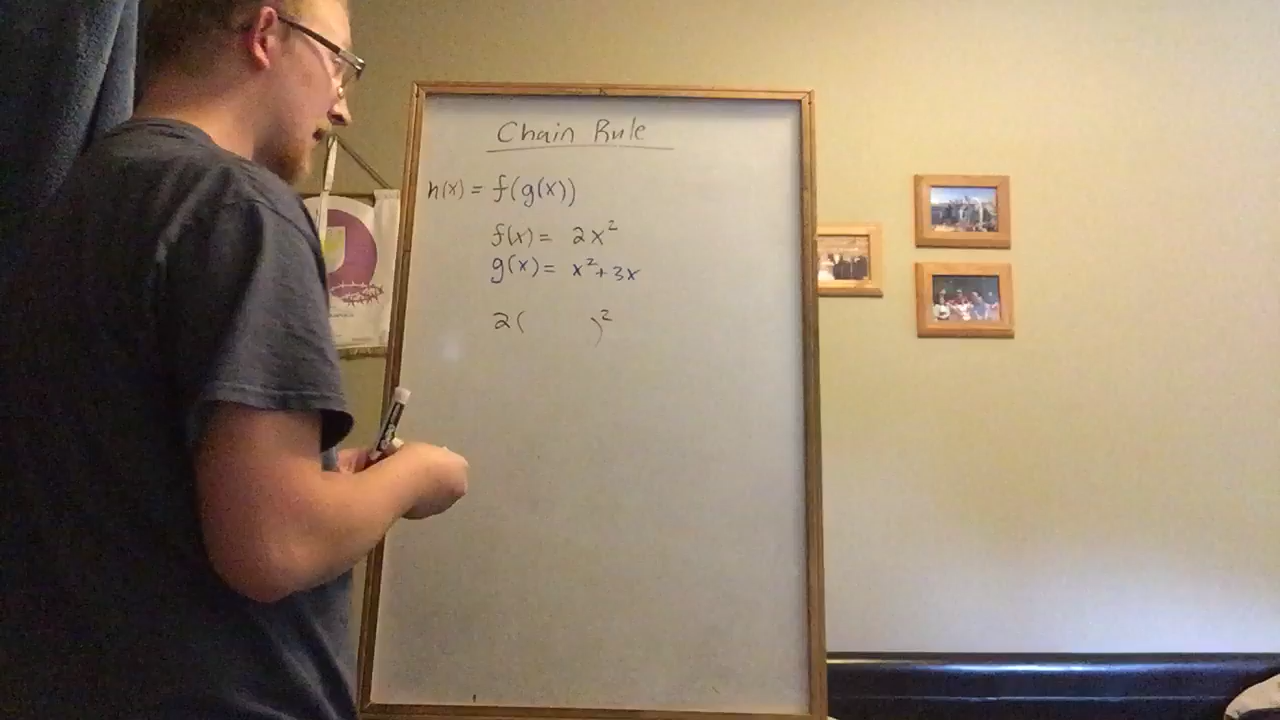 Chain Rule
h(x) = f(g(x))
f(x) = 2x²
g(x) = x²+3x
2( )²